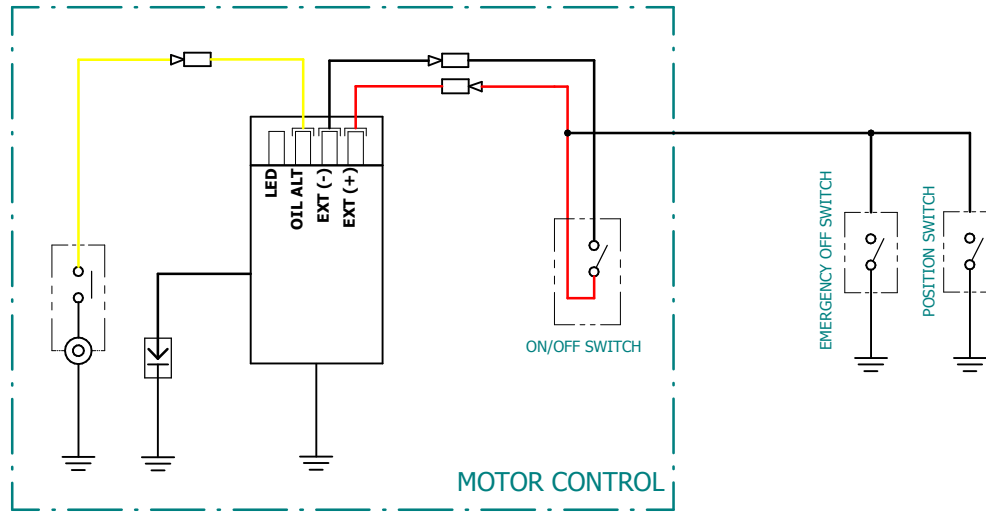 LED
OIL ALT
EXT (-)
EXT (+)
ON/OFF SWITCH
EMERGENCY OFF SWITCH
POSITION SWITCH
MOTOR CONTROL